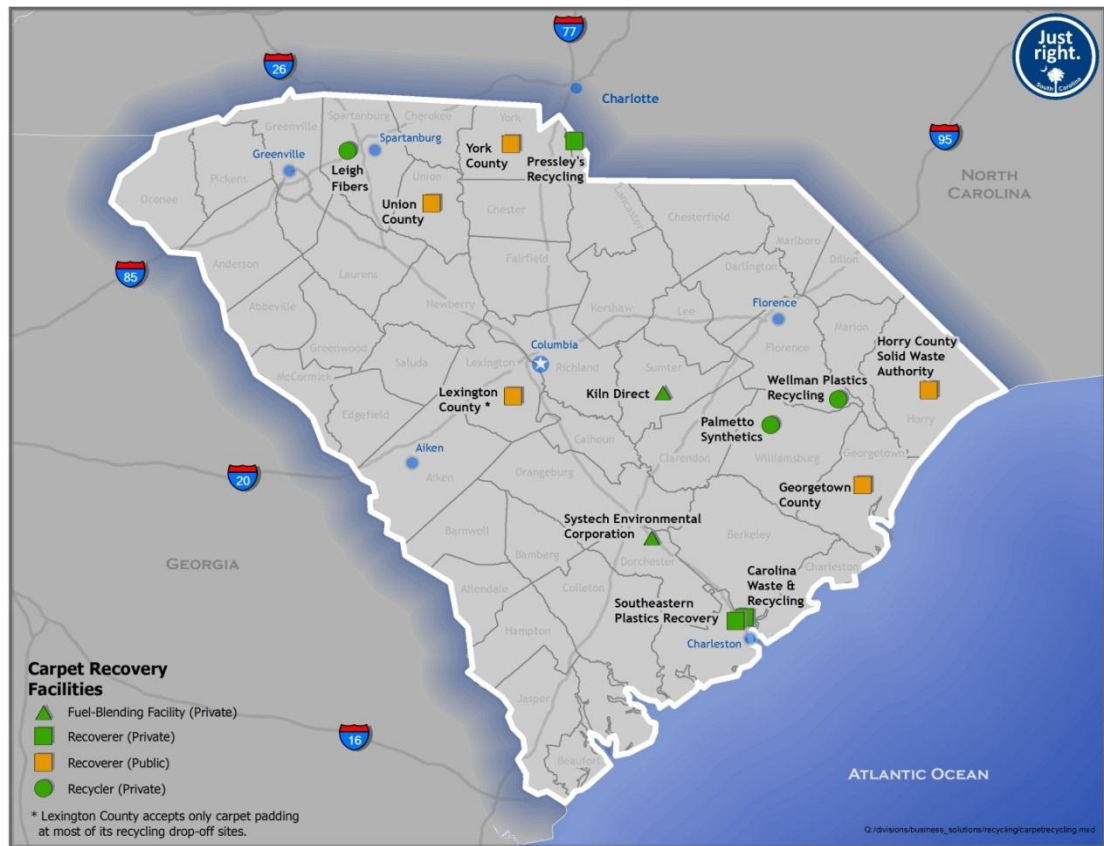 77
26
Just
right.
South Carolina
Charlotte
95
NORTH
CAROLINA
Greenville
Spartanburg
Cherokee
York
Spartanburg
Greenville
Pickens
Oconee
York
County
Pressley's
Recycling
Leigh
Fibers
Union
Union
County
Chester
Lancaster
Chesterfield
Marlboro
Darlington
Dillon
85
Anderson
Laurens
Fairfield
Abbeville
Newberry
Kershaw
Lee
Florence
Marion
Florence
Horry County
Solid Waste
Authority
Greenwood
Saluda
Lexington
Columbia
Richland
Sumter
McCormick
Edgefield
Lexington
County *
Kiln Direct
Wellman Plastics
Recycling
Horry
Palmetto
Synthetics
Calhoun
Clarendon
Williamsburg
Georgetown
Aiken
Aiken
Orangeburg
20
Georgetown
County
Barnwell
Systech Environmental
Corporation
Berkeley
Bamberg
Dorchester
Charleston
GEORGIA
Allendale
Colleton
Carolina
Waste &
Recycling
Southeastern
Plastics Recovery
Hampton
Charleston
Jasper
Beaufort
16
Carpet Recovery
Facilities
Fuel-Blending Facility (Private)
Recoverer (Private)
Recoverer (Public)
Recycler (Private)
* Lexington County accepts only carpet padding
at most of its recycling drop-off sites.
ATLANTIC OCEAN
Q:/divisions/business_solutions/recycling/carpetrecycling.mxd